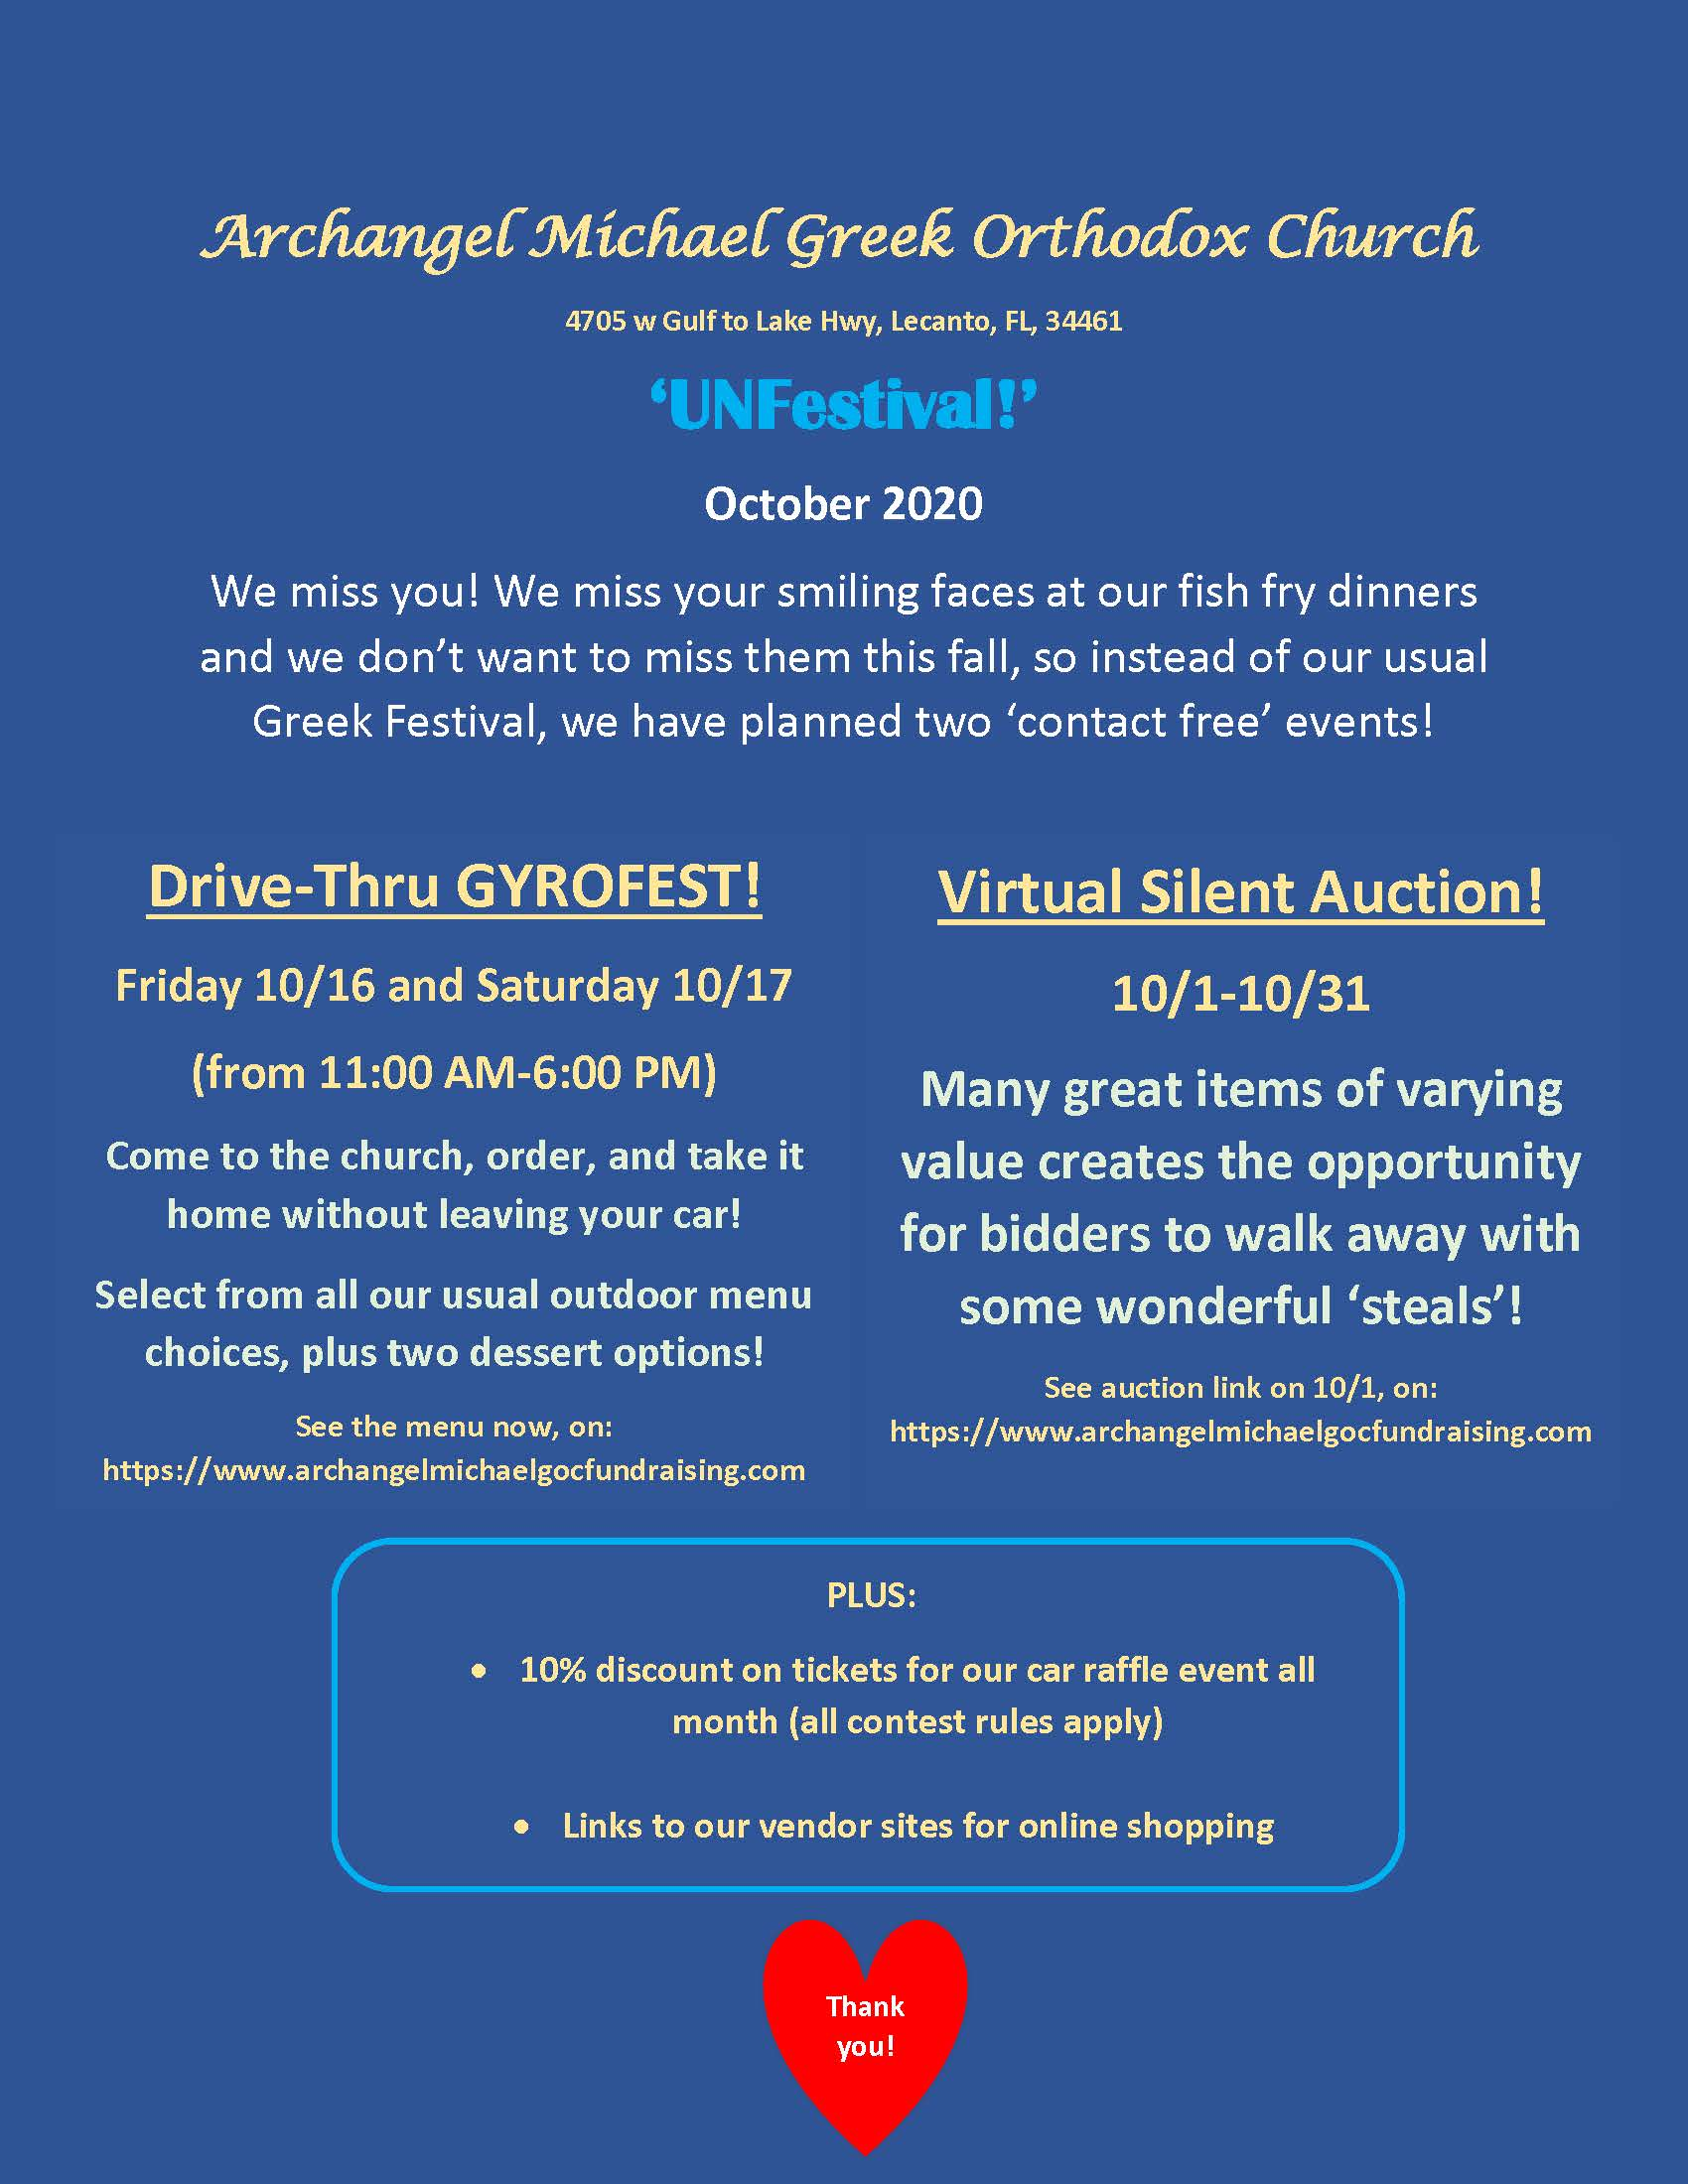 Archangel Michael Greek Orthodox Church
4705 w Gulf to Lake Hwy, Lecanto, FL, 34461
‘UNFestival!’
October 2020
We miss you! We miss your smiling faces at our fish fry dinners
and we don’t want to miss them this fall, so instead of our usual
Greek Festival, we have planned two ‘contact free’ events!
Drive-Thru GYROFEST!
Friday 10/16 and Saturday 10/17
(from 11:00 AM-6:00 PM)
Come to the church, order, and take it
home without leaving your car!
Select from all our usual outdoor menu
choices, plus two dessert options!
See the menu now, on:
https://www.archangelmichaelgocfundraising.com
Virtual Silent Auction!
10/1-10/31
Many great items of varying
value creates the opportunity
for bidders to walk away with
some wonderful ‘steals’!
See auction link on 10/1, on:
https://www.archangelmichaelgocfundraising.com
PLUS:
• 10% discount on tickets for our car raffle event all
month (all contest rules apply)
• Links to our vendor sites for online shopping
Thank
you!